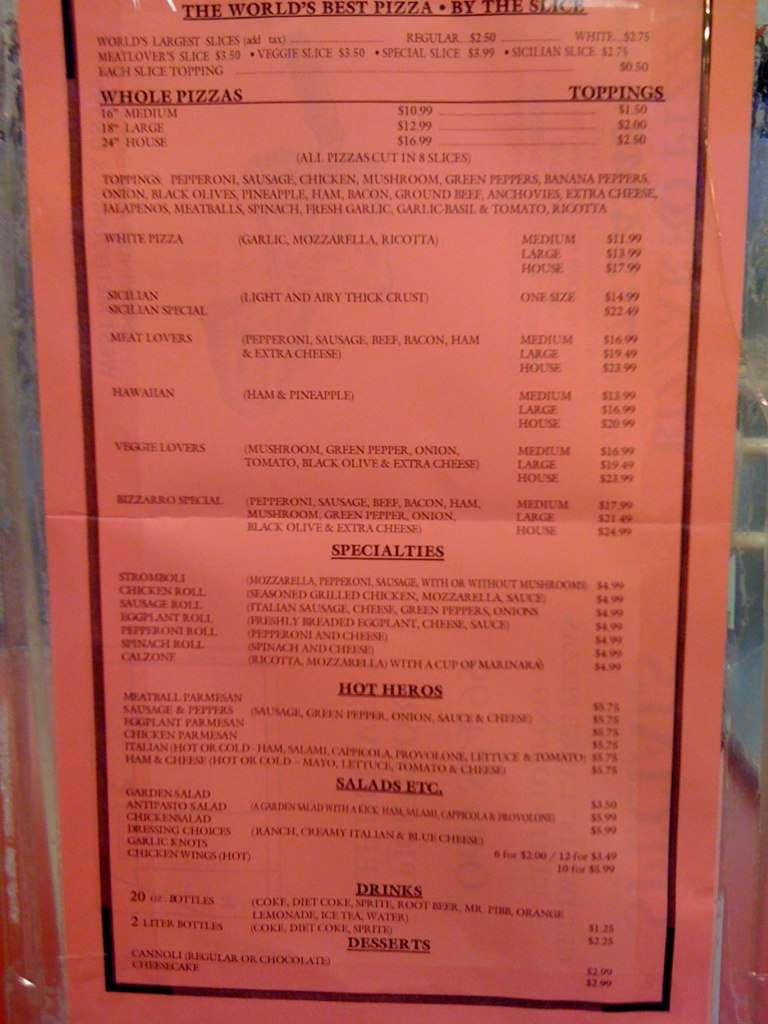 THE WORLD'S BEST PIZZA • BY THE SLICE
WORLD'S LARGEST SLICES (add tax) REGULAR $2.50 WHITE $2.75
MEATLOVER'S SLICE $3.50 • VEGGIE SLICE $3.50 • SPECIAL SLICE $3.99 • SICILIAN SLICE $2.75
EACH SLICE TOPPING $0.50
WHOLE PIZZAS TOPPINGS
16" MEDIUM $10.99 $1.50
18" LARGE $12.99 $2.00
24" HOUSE $16.99 $2.50
(ALL PIZZAS CUT IN 8 SLICES)
TOPPINGS: PEPPERONI, SAUSAGE, CHICKEN, MUSHROOM, GREEN PEPPERS, BANANA PEPPERS,
ONION, BLACK OLIVES, PINEAPPLE, HAM, BACON, GROUND BEEF, ANCHOVIES, EXTRA CHEESE,
JALAPENOS, MEATBALLS, SPINACH, FRESH GARLIC, GARLIC-BASIL & TOMATO, RICOTTA
WHITE PIZZA (GARLIC, MOZZARELLA, RICOTTA) MEDIUM $11.99
LARGE $13.99
HOUSE $17.99
SICILIAN (LIGHT AND AIRY THICK CRUST) ONE SIZE $14.99
SICILIAN SPECIAL $22.49
MEAT LOVERS (PEPPERONI, SAUSAGE, BEEF, BACON, HAM MEDIUM $16.99
& EXTRA CHEESE) LARGE $19.49
HOUSE $23.99
HAWAIIAN (HAM & PINEAPPLE) MEDIUM $13.99
LARGE $16.99
HOUSE $20.99
VEGGIE LOVERS (MUSHROOM, GREEN PEPPER, ONION, MEDIUM $16.99
TOMATO, BLACK OLIVE & EXTRA CHEESE) LARGE $19.49
HOUSE $23.99
BIZZARRO SPECIAL (PEPPERONI, SAUSAGE, BEEF, BACON, HAM, MEDIUM $17.99
MUSHROOM, GREEN PEPPER, ONION, LARGE $21.49
BLACK OLIVE & EXTRA CHEESE) HOUSE $24.99
SPECIALTIES
STROMBOLI (MOZZARELLA, PEPPERONI, SAUSAGE, WITH OR WITHOUT MUSHROOMS) $4.99
CHICKEN ROLL (SEASONED GRILLED CHICKEN, MOZZARELLA, SAUCE) $4.99
SAUSAGE ROLL (ITALIAN SAUSAGE, CHEESE, GREEN PEPPERS, ONIONS $4.99
EGGPLANT ROLL (FRESHLY BREADED EGGPLANT, CHEESE, SAUCE) $4.99
PEPPERONI ROLL (PEPPERONI AND CHEESE) $4.99
SPINACH ROLL (SPINACH AND CHEESE) $4.99
CALZONE (RICOTTA, MOZZARELLA) WITH A CUP OF MARINARA) $4.99
HOT HEROS
MEATBALL PARMESAN $5.75
SAUSAGE & PEPPERS (SAUSAGE, GREEN PEPPER, ONION, SAUCE & CHEESE) $5.75
EGGPLANT PARMESAN $5.75
CHICKEN PARMESAN $5.75
ITALIAN (HOT OR COLD - HAM, SALAMI, CAPPICOLA, PROVOLONE, LETTUCE & TOMATO) $5.75
HAM & CHEESE (HOT OR COLD - MAYO, LETTUCE, TOMATO & CHEESE) $5.75
SALADS ETC.
GARDEN SALAD $3.50
ANTIPASTO SALAD (A GARDEN SALAD WITH A KICK HAM, SALAMI, CAPPICOLA & PROVOLONE) $5.99
CHICKENSALAD $5.99
DRESSING CHOICES (RANCH, CREAMY ITALIAN & BLUE CHEESE)
GARLIC KNOTS 6 for $2.00 / 12 for $3.49
CHICKEN WINGS (HOT) 10 for $5.99
DRINKS
20 oz. BOTTLES (COKE, DIET COKE, SPRITE, ROOT BEER, MR. PIBB, ORANGE
LEMONADE, ICE TEA, WATER) $1.25
2 LITER BOTTLES (COKE, DIET COKE, SPRITE) $2.25
DESSERTS
CANNOLI (REGULAR OR CHOCOLATE) $2.99
CHEESECAKE $2.99